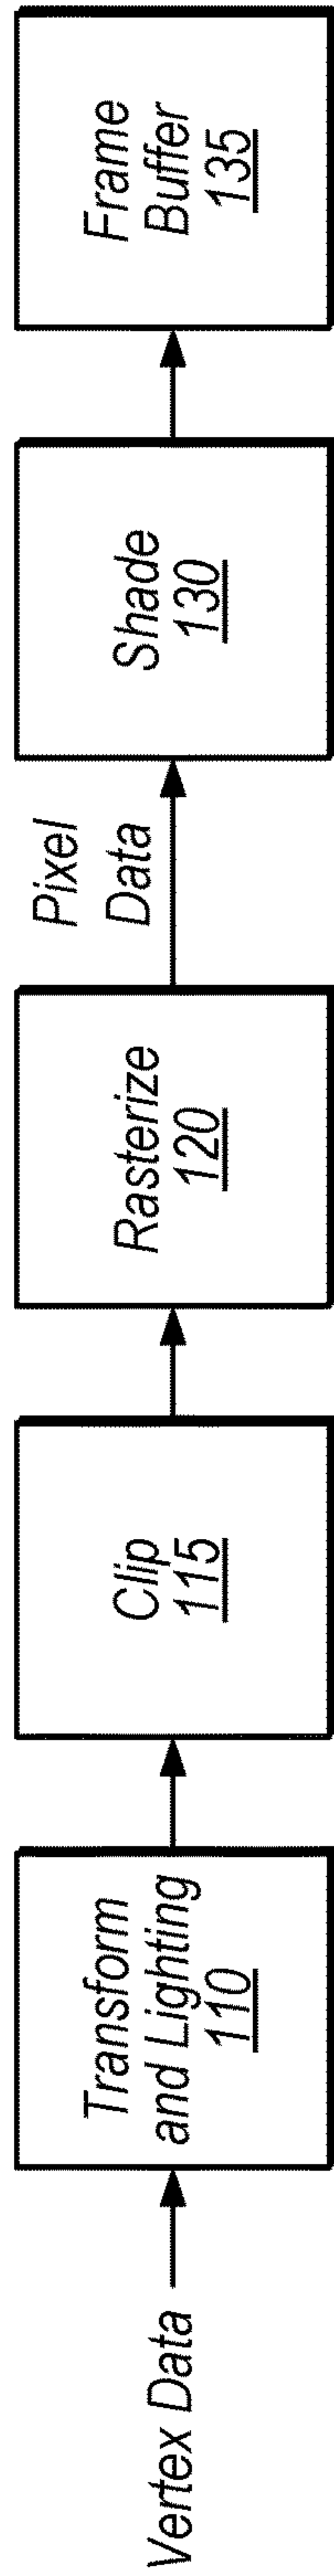 Vertex Data
Transform
and Lighting
110
Clip
115
Rasterize
120
Pixel
Data
Shade
130
Frame
Buffer
135